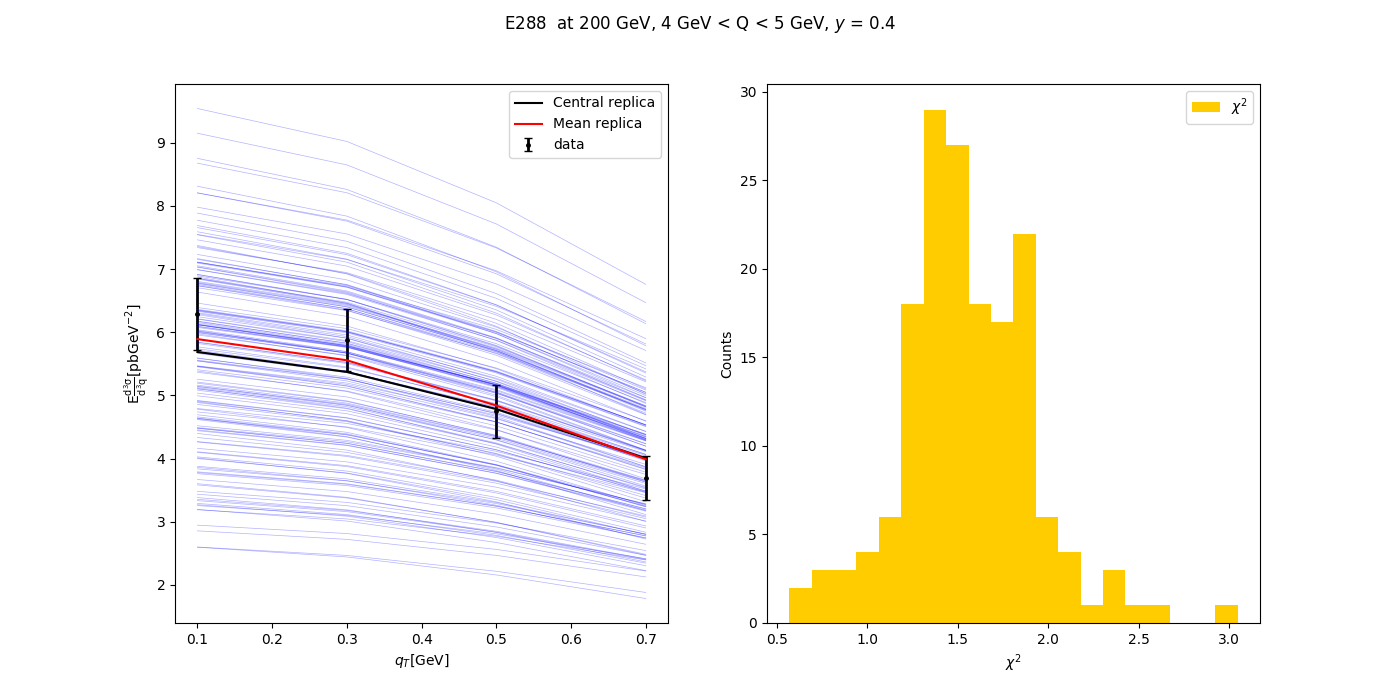 E288  at 200 GeV, 4 GeV < Q < 5 GeV, y = 0.4
Central replica
Mean replica
data
9
8
7
6
5
4
3
2
E d³σ/d³q [pbGeV⁻²]
0.1 0.2 0.3 0.4 0.5 0.6 0.7
q_T[GeV]
χ²
30
25
20
15
10
5
0
Counts
0.5 1.0 1.5 2.0 2.5 3.0
χ²